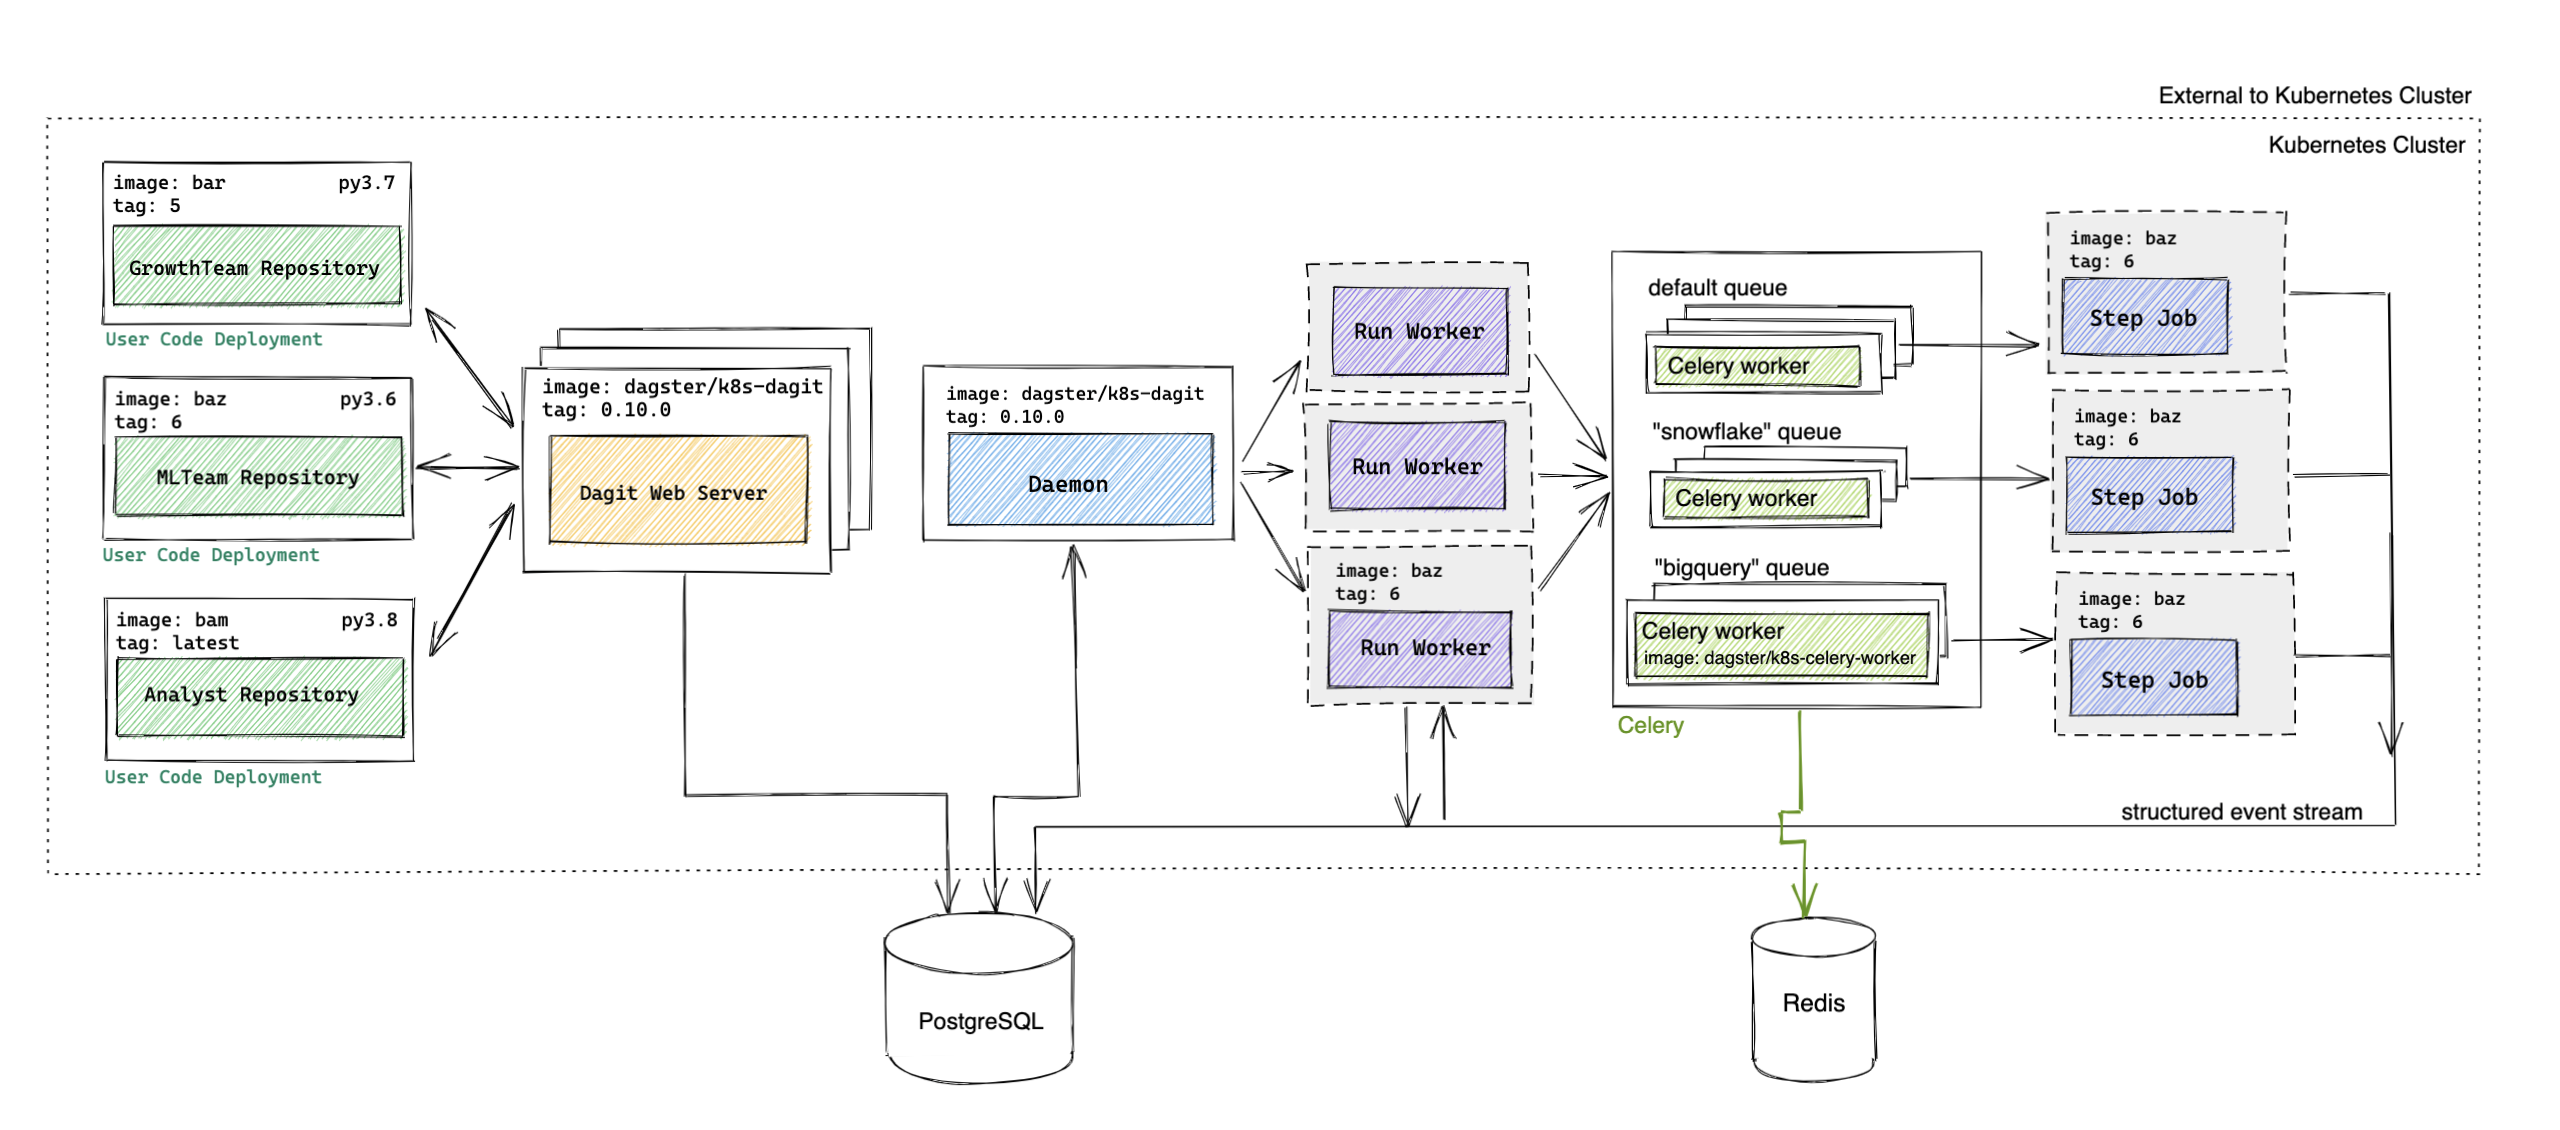 External to Kubernetes Cluster
Kubernetes Cluster
image: bar py3.7
tag: 5
GrowthTeam Repository
User Code Deployment
image: baz py3.6
tag: 6
MLTeam Repository
User Code Deployment
image: bam py3.8
tag: latest
Analyst Repository
User Code Deployment
image: dagster/k8s-dagit
tag: 0.10.0
Dagit Web Server
image: dagster/k8s-dagit
tag: 0.10.0
Daemon
Run Worker
Run Worker
image: baz
tag: 6
Run Worker
default queue
Celery worker
"snowflake" queue
Celery worker
"bigquery" queue
Celery worker
image: dagster/k8s-celery-worker
Celery
image: baz
tag: 6
Step Job
image: baz
tag: 6
Step Job
image: baz
tag: 6
Step Job
structured event stream
PostgreSQL
Redis